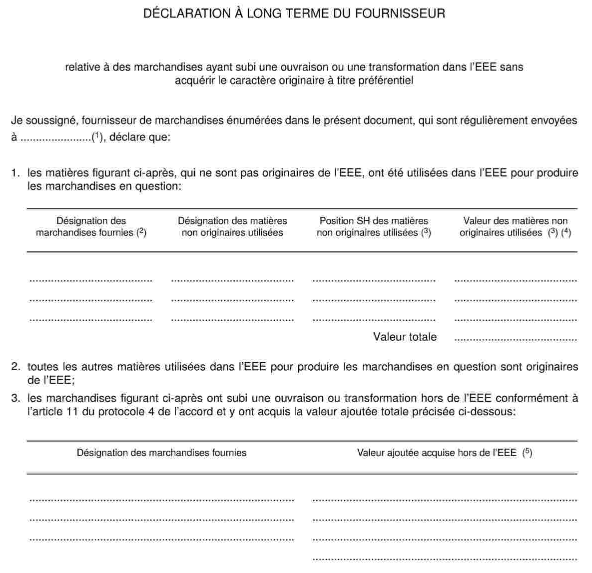 DÉCLARATION À LONG TERME DU FOURNISSEUR
relative à des marchandises ayant subi une ouvraison ou une transformation dans l'EEE sans
acquérir le caractère originaire à titre préférentiel
Je soussigné, fournisseur de marchandises énumérées dans le présent document, qui sont régulièrement envoyées
à .......................(1), déclare que:
1. les matières figurant ci-après, qui ne sont pas originaires de l'EEE, ont été utilisées dans l'EEE pour produire
les marchandises en question:
Désignation des marchandises fournies (2)
Désignation des matières non originaires utilisées
Position SH des matières non originaires utilisées (3)
Valeur des matières non originaires utilisées (3) (4)
......................................... ......................................... ......................................... .........................................
......................................... ......................................... ......................................... .........................................
......................................... ......................................... ......................................... .........................................
Valeur totale .........................................
2. toutes les autres matières utilisées dans l'EEE pour produire les marchandises en question sont originaires
de l'EEE;
3. les marchandises figurant ci-après ont subi une ouvraison ou transformation hors de l'EEE conformément à
l'article 11 du protocole 4 de l'accord et y ont acquis la valeur ajoutée totale précisée ci-dessous:
Désignation des marchandises fournies Valeur ajoutée acquise hors de l'EEE (5)
........................................................................................ ........................................................................................
........................................................................................ ........................................................................................
........................................................................................ ........................................................................................
........................................................................................